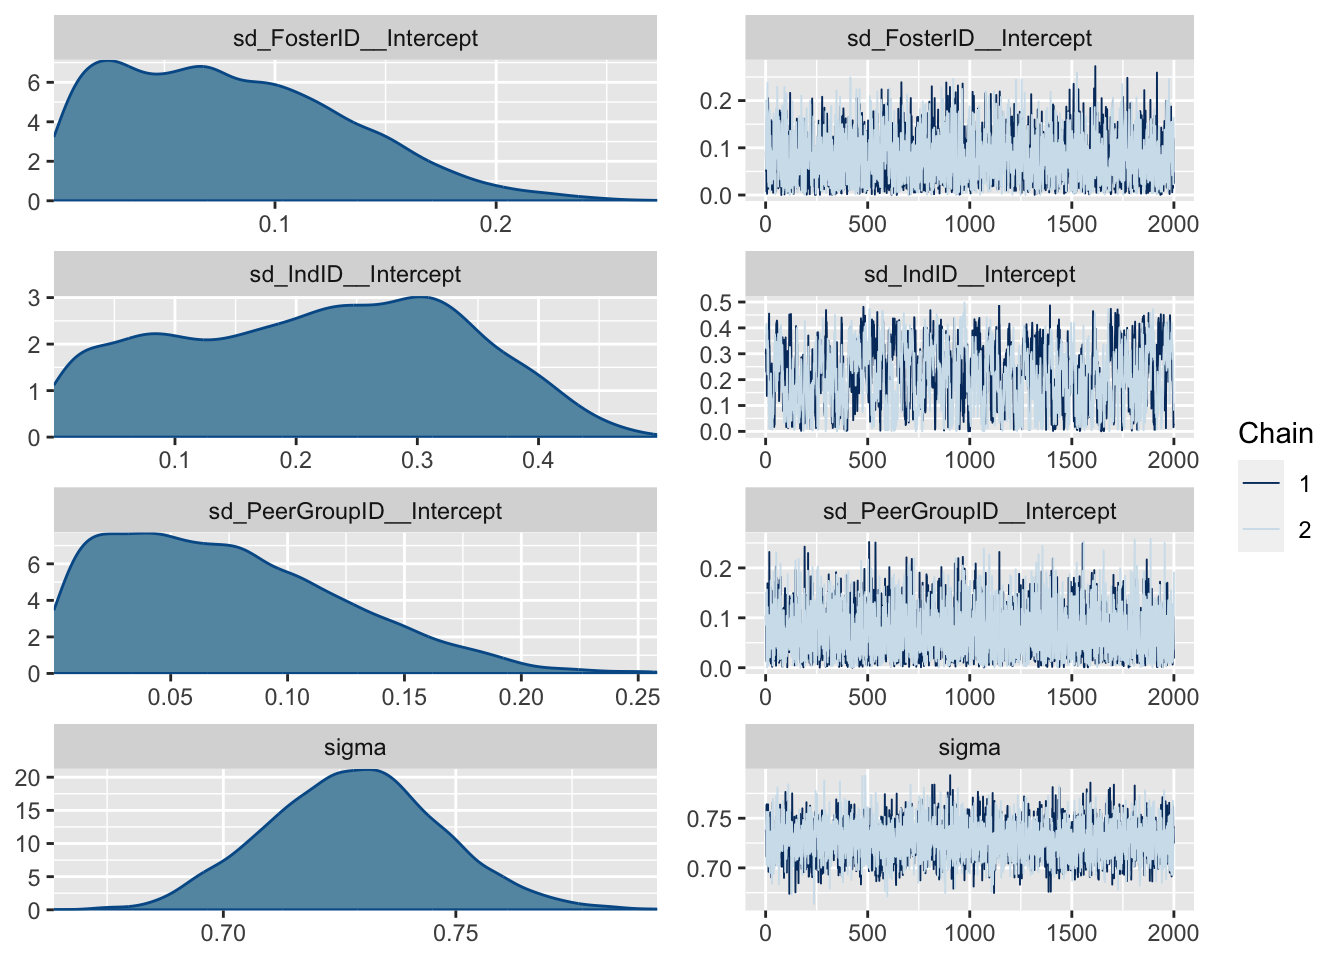 sd_FosterID__Intercept
6
4
2
0
0.1 0.2
sd_FosterID__Intercept
0.2
0.1
0.0
0 500 1000 1500 2000
sd_IndID__Intercept
3
2
1
0
0.1 0.2 0.3 0.4
sd_IndID__Intercept
0.5
0.4
0.3
0.2
0.1
0.0
0 500 1000 1500 2000
sd_PeerGroupID__Intercept
6
4
2
0
0.05 0.10 0.15 0.20 0.25
sd_PeerGroupID__Intercept
0.2
0.1
0.0
0 500 1000 1500 2000
sigma
20
15
10
5
0
0.70 0.75
sigma
0.75
0.70
0 500 1000 1500 2000
Chain
1
2